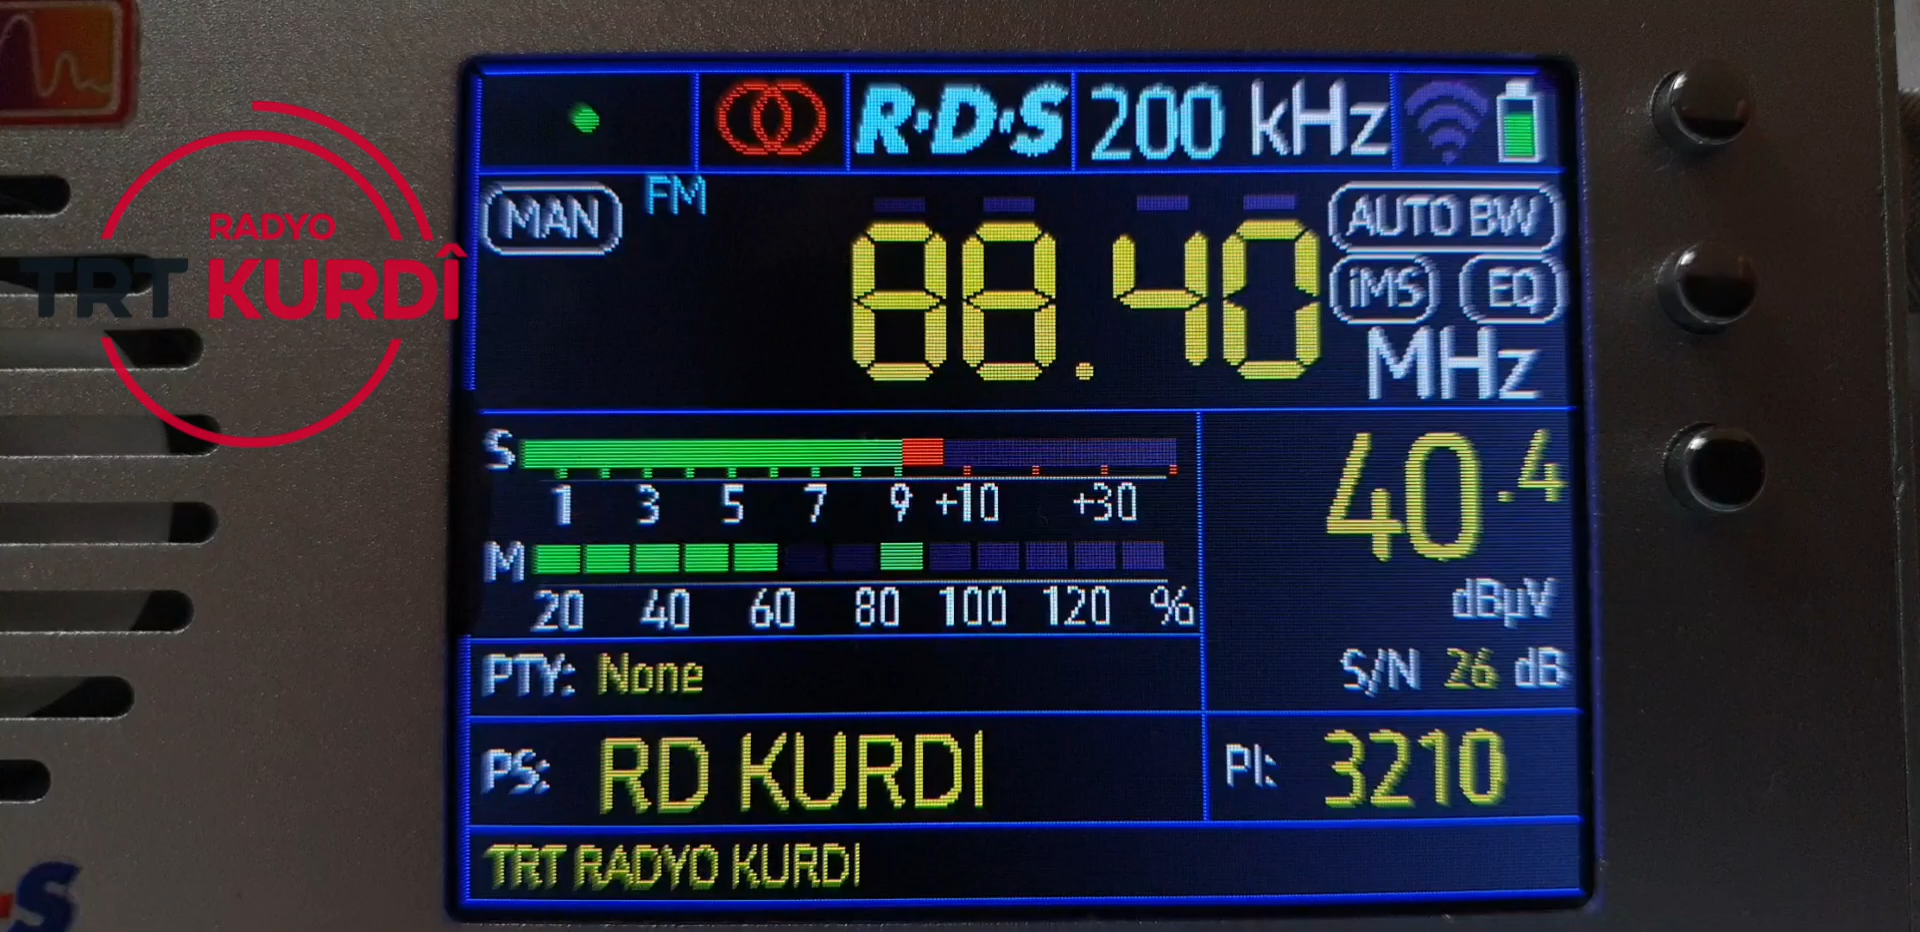 R·D·S 200 kHz
MAN FM 88.40 AUTO BW
iMS EQ
MHz
RADYO
TRT KURDÎ
S
1 3 5 7 9 +10 +30
40.4
dBµV
M
20 40 60 80 100 120 %
S/N 26 dB
PTY: None
PS: RD KURDI PI: 3210
TRT RADYO KURDI